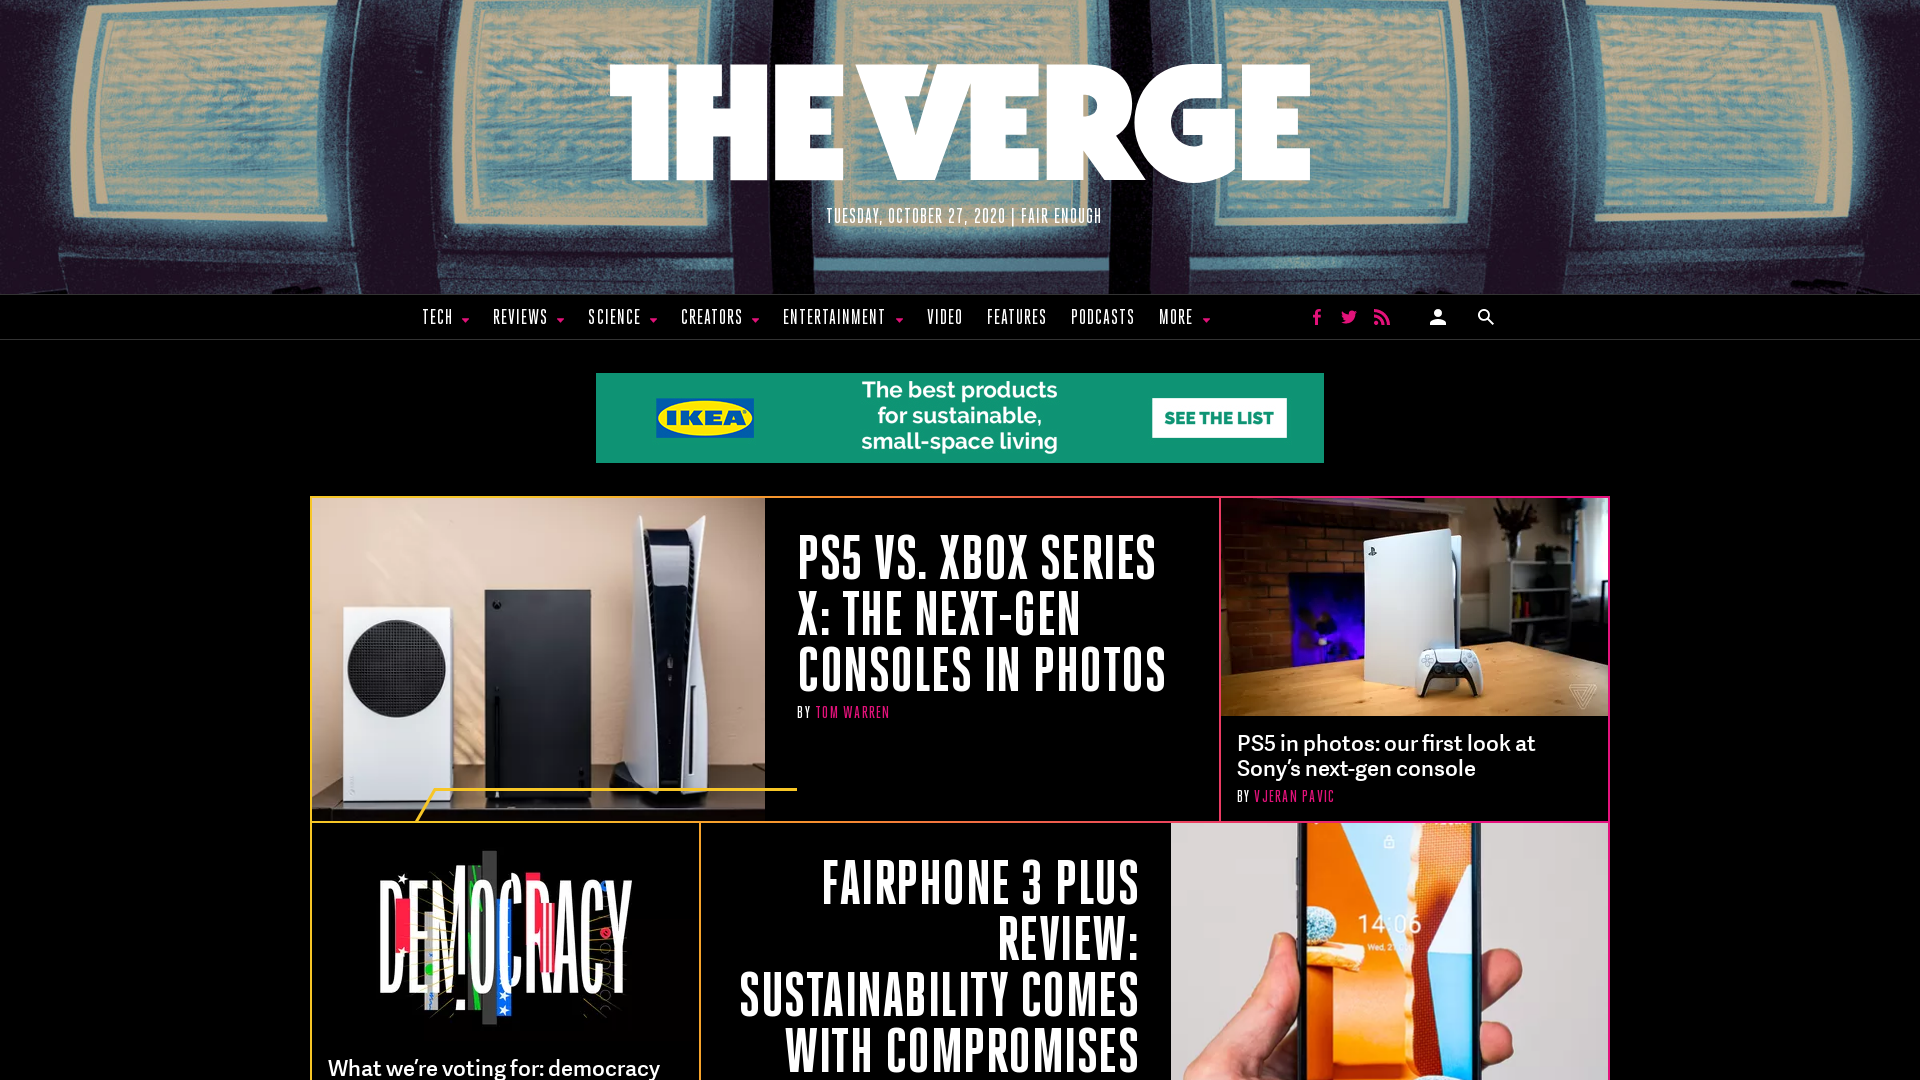 THE VERGE
TUESDAY, OCTOBER 27, 2020 | FAIR ENOUGH
TECH REVIEWS SCIENCE CREATORS ENTERTAINMENT VIDEO FEATURES PODCASTS MORE
IKEA
The best products
for sustainable,
small-space living
SEE THE LIST
PS5 VS. XBOX SERIES
X: THE NEXT-GEN
CONSOLES IN PHOTOS
BY TOM WARREN
PS5 in photos: our first look at
Sony’s next-gen console
BY VJERAN PAVIC
DEMOCRACY
What we’re voting for: democracy
FAIRPHONE 3 PLUS
REVIEW:
SUSTAINABILITY COMES
WITH COMPROMISES
14:06